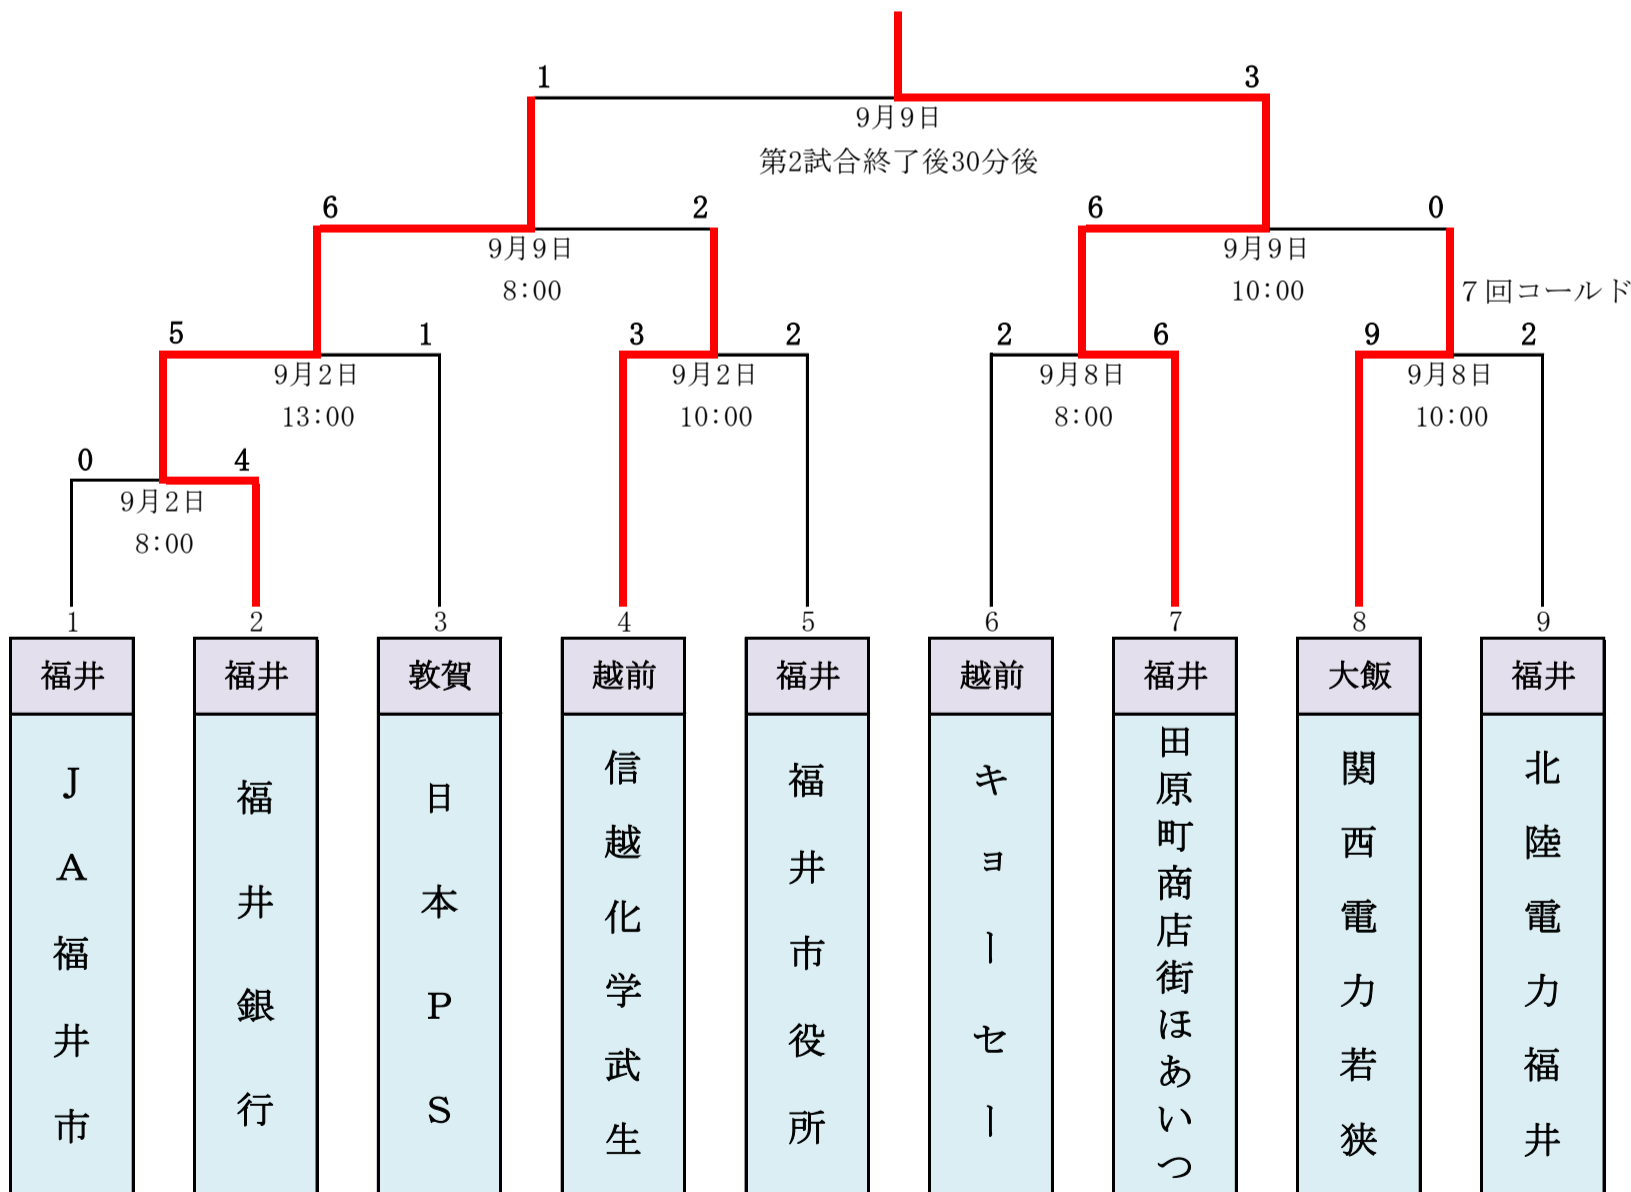 1 3
9月9日
第2試合終了後30分後
6 2 6 0
9月9日 9月9日
8:00 10:00 7回コールド
5 1 3 2 2 6 9 2
9月2日 9月2日 9月8日 9月8日
13:00 10:00 8:00 10:00
0 4
9月2日
8:00
1 2 3 4 5 6 7 8 9
福井 福井 敦賀 越前 福井 越前 福井 大飯 福井
JA福井市
福井銀行
日本PS
信越化学武生
福井市役所
キョーセー
田原町商店街ほあいつ
関西電力若狭
北陸電力福井